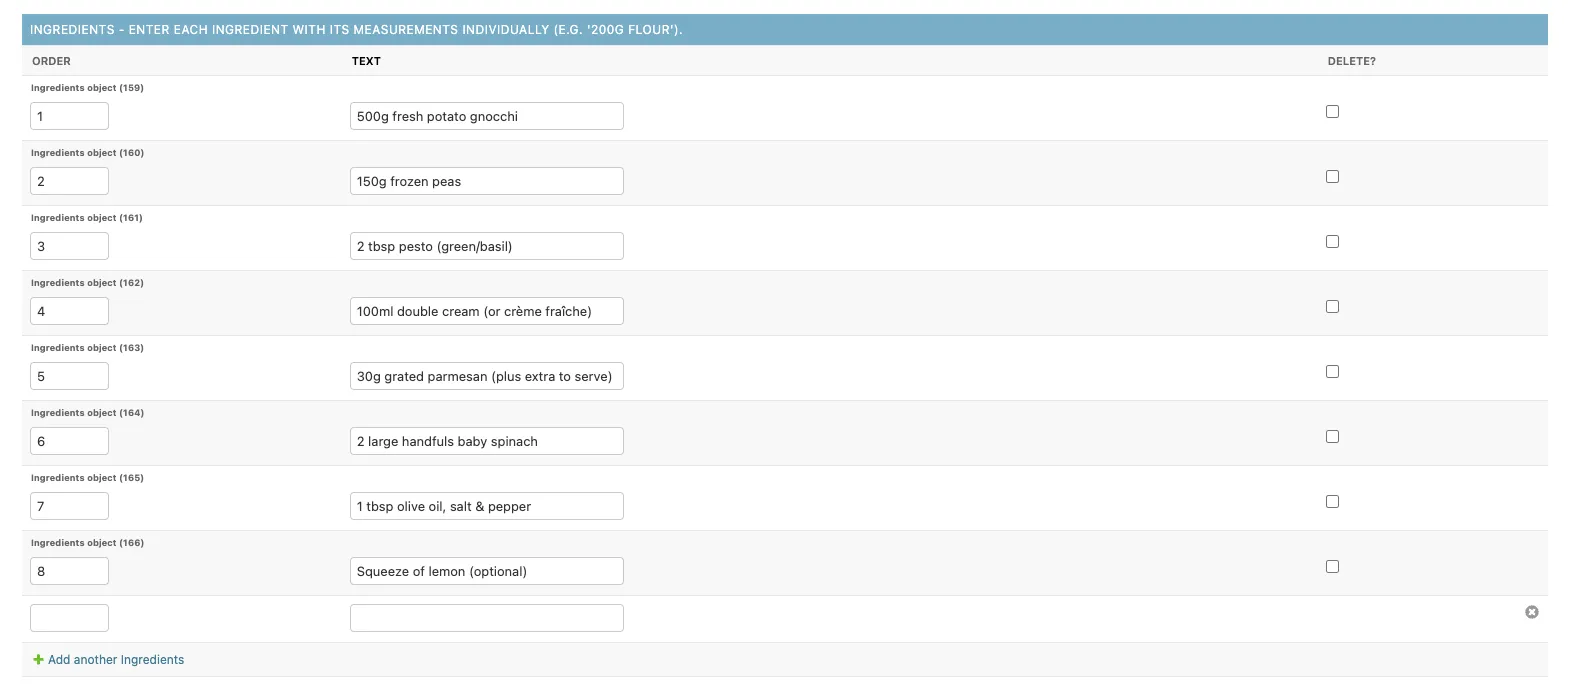 INGREDIENTS - ENTER EACH INGREDIENT WITH ITS MEASUREMENTS INDIVIDUALLY (E.G. '200G FLOUR').
ORDER TEXT DELETE?
Ingredients object (159)
1 500g fresh potato gnocchi
Ingredients object (160)
2 150g frozen peas
Ingredients object (161)
3 2 tbsp pesto (green/basil)
Ingredients object (162)
4 100ml double cream (or crème fraîche)
Ingredients object (163)
5 30g grated parmesan (plus extra to serve)
Ingredients object (164)
6 2 large handfuls baby spinach
Ingredients object (165)
7 1 tbsp olive oil, salt & pepper
Ingredients object (166)
8 Squeeze of lemon (optional)
Add another Ingredients